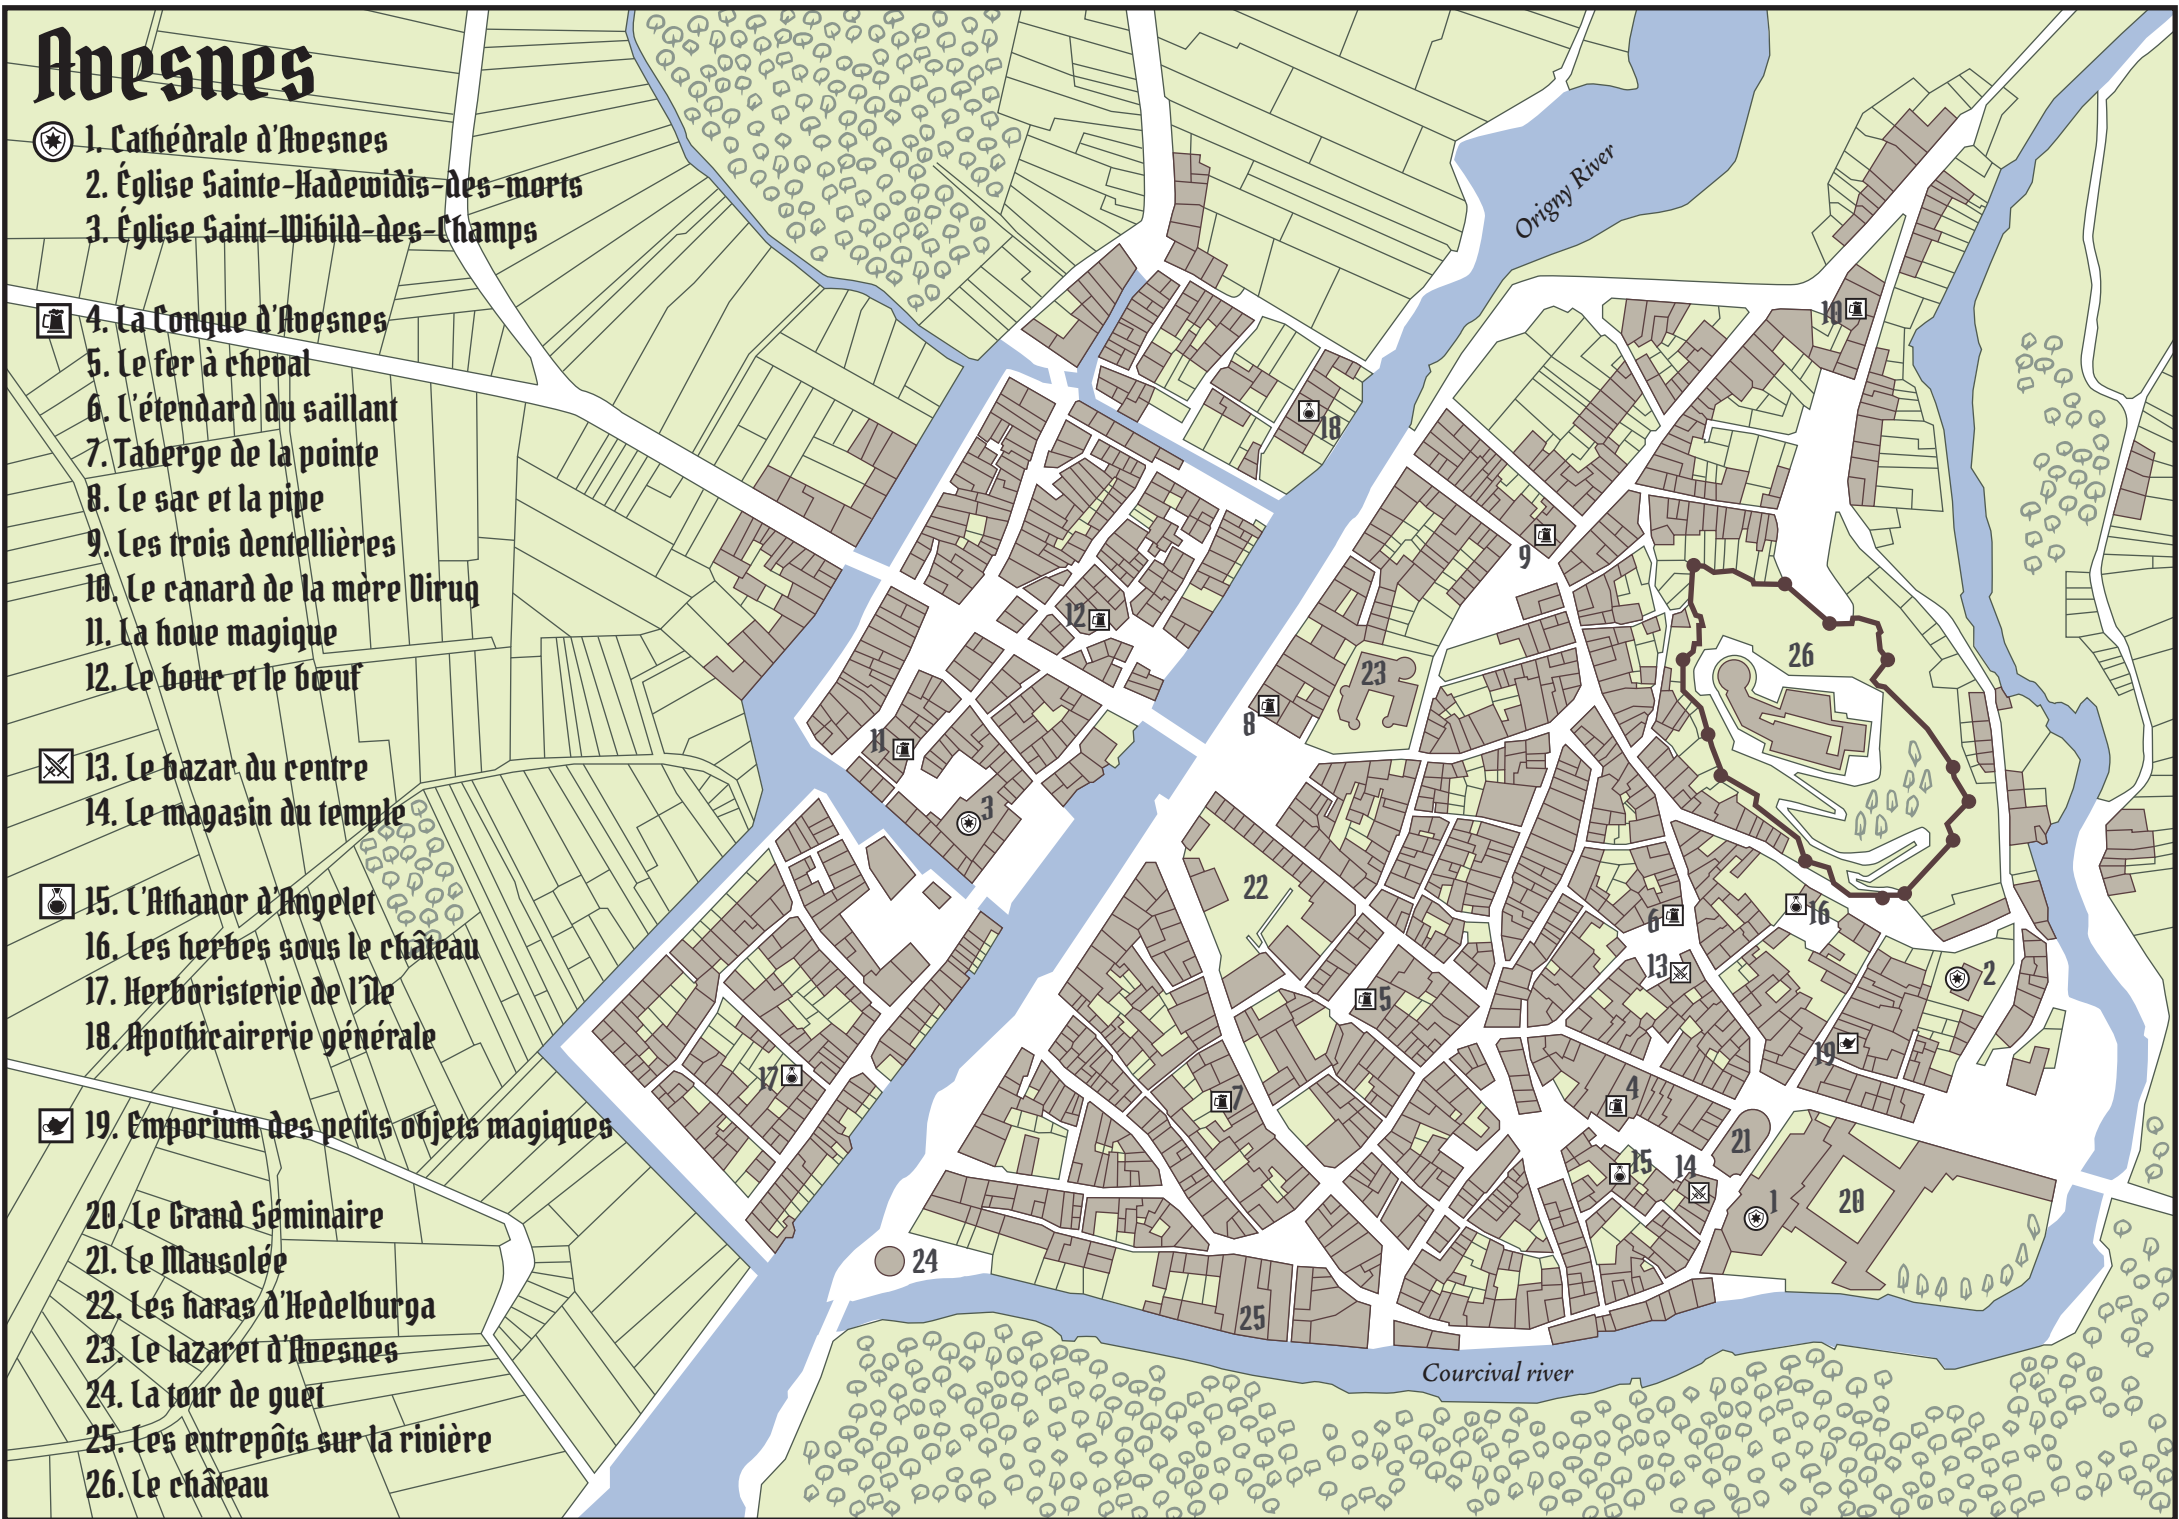 Avesnes
1. Cathédrale d'Avesnes
2. Église Sainte-Hadewidis-des-morts
3. Église Saint-Wibild-des-Champs
4. La Conque d'Avesnes
5. Le fer à cheval
6. L'étendard du saillant
7. Taberge de la pointe
8. Le sac et la pipe
9. Les trois dentellières
10. Le canard de la mère Viruq
11. La houe magique
12. Le bouc et le bœuf
13. Le bazar du centre
14. Le magasin du temple
15. L'Athanor d'Angelet
16. Les herbes sous le château
17. Herboristerie de l'île
18. Apothicairerie générale
19. Emporium des petits objets magiques
20. Le Grand Séminaire
21. Le Mausolée
22. Les haras d'Hedelburga
23. Le lazaret d'Avesnes
24. La tour de guet
25. Les entrepôts sur la rivière
26. Le château
Origny River
10
18
9
12
26
23
8
11
3
22
6
16
13
2
5
19
17
7
4
21
15
14
1
20
24
25
Courcival river